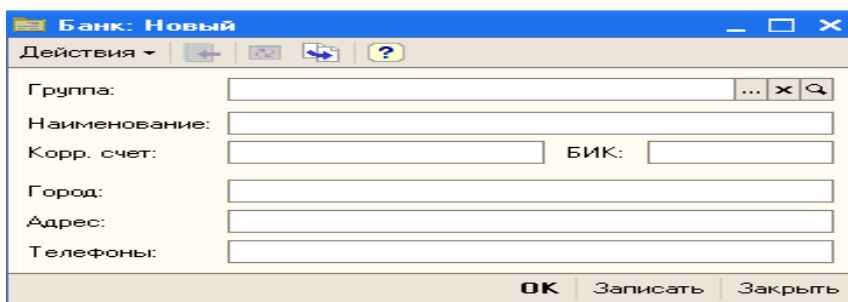 Банк: Новый
Действия
Группа: ...
Наименование:
Корр. счет: БИК:
Город:
Адрес:
Телефоны:
OK Записать Закрыть